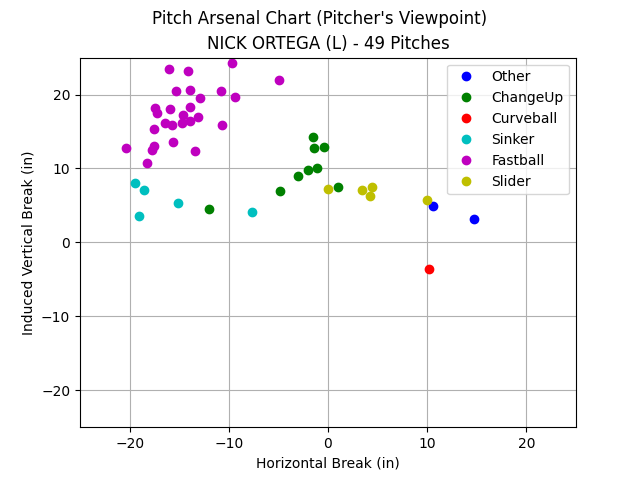 Pitch Arsenal Chart (Pitcher's Viewpoint)
NICK ORTEGA (L) - 49 Pitches
Other
ChangeUp
Curveball
Sinker
Fastball
Slider
20
10
0
−10
−20
Induced Vertical Break (in)
−20
−10
0
10
20
Horizontal Break (in)